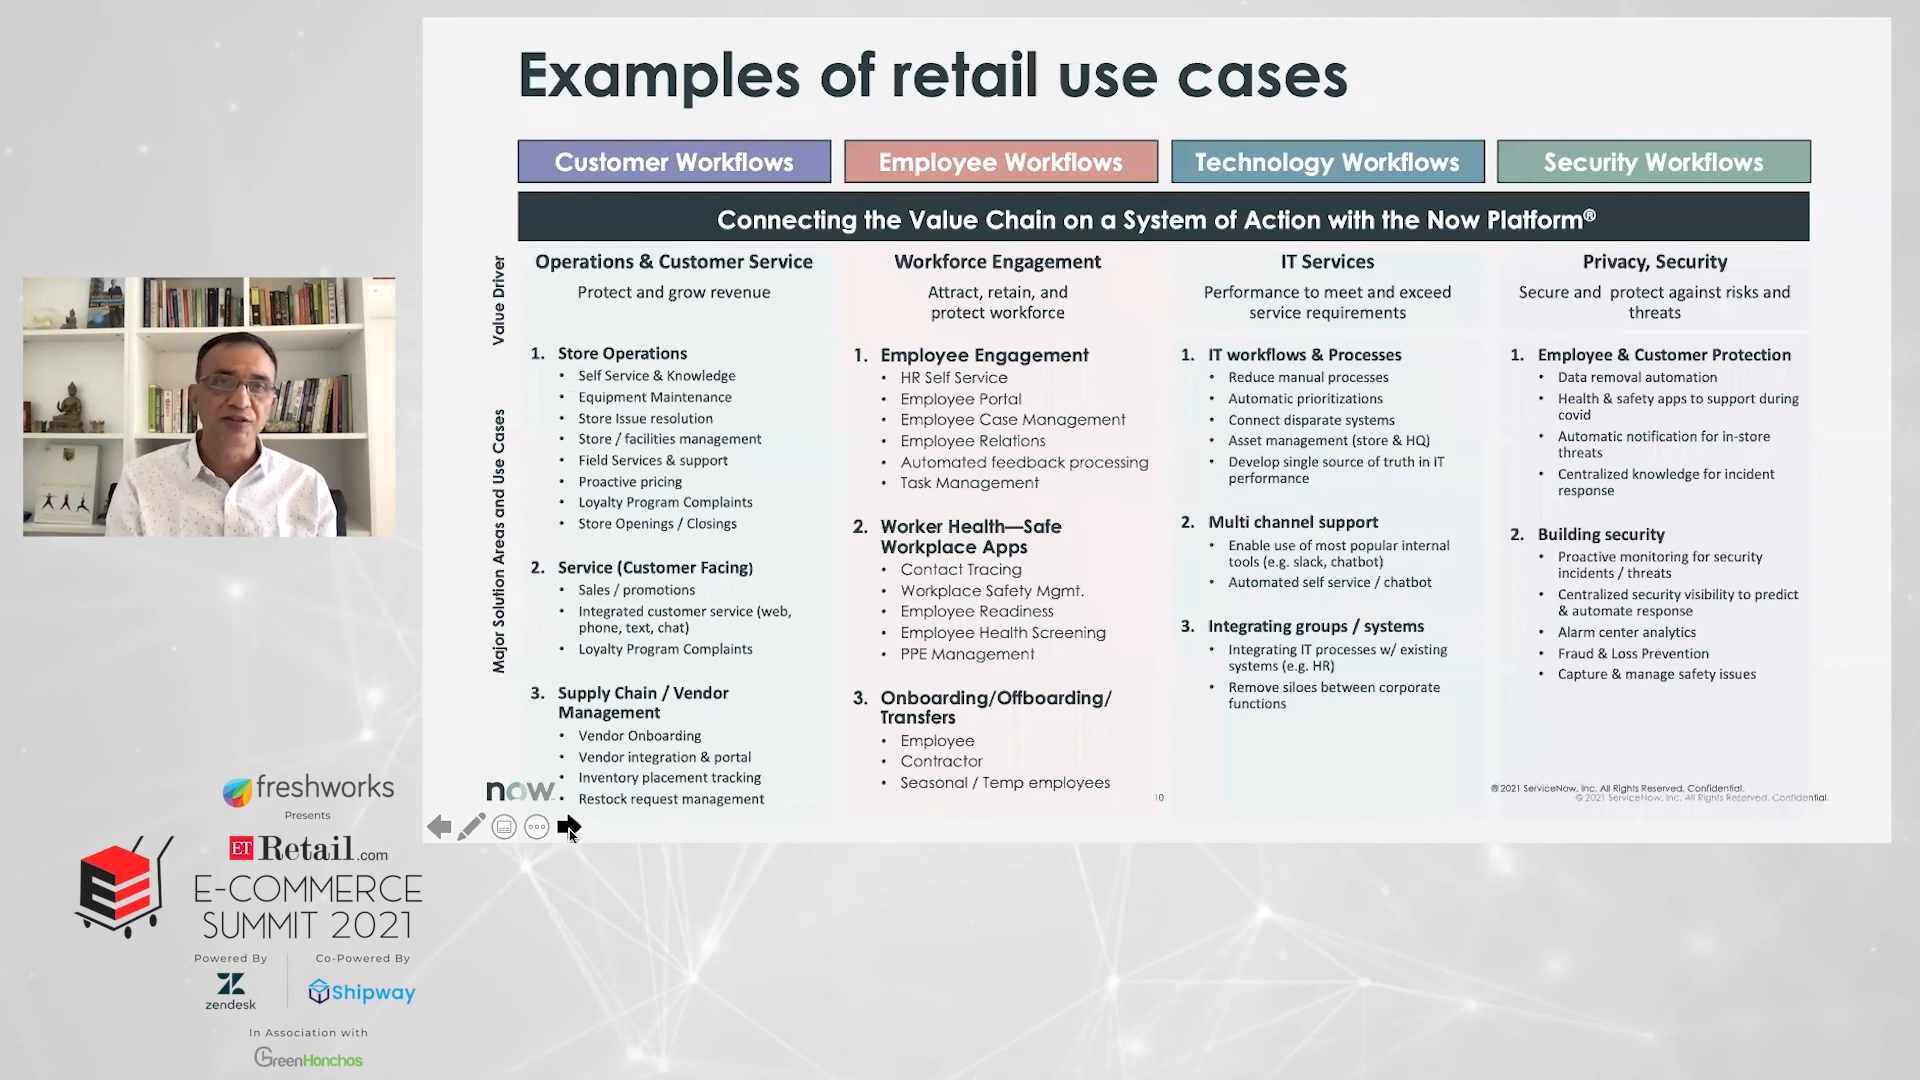 Examples of retail use cases
Customer Workflows
Employee Workflows
Technology Workflows
Security Workflows
Connecting the Value Chain on a System of Action with the Now Platform®
Value Driver
Major Solution Areas and Use Cases
Operations & Customer Service
Protect and grow revenue
1. Store Operations
• Self Service & Knowledge
• Equipment Maintenance
• Store Issue resolution
• Store / facilities management
• Field Services & support
• Proactive pricing
• Loyalty Program Complaints
• Store Openings / Closings
2. Service (Customer Facing)
• Sales / promotions
• Integrated customer service (web,
phone, text, chat)
• Loyalty Program Complaints
3. Supply Chain / Vendor
Management
• Vendor Onboarding
• Vendor integration & portal
• Inventory placement tracking
• Restock request management
Workforce Engagement
Attract, retain, and
protect workforce
1. Employee Engagement
• HR Self Service
• Employee Portal
• Employee Case Management
• Employee Relations
• Automated feedback processing
• Task Management
2. Worker Health—Safe
Workplace Apps
• Contact Tracing
• Workplace Safety Mgmt.
• Employee Readiness
• Employee Health Screening
• PPE Management
3. Onboarding/Offboarding/
Transfers
• Employee
• Contractor
• Seasonal / Temp employees
IT Services
Performance to meet and exceed
service requirements
1. IT workflows & Processes
• Reduce manual processes
• Automatic prioritizations
• Connect disparate systems
• Asset management (store & HQ)
• Develop single source of truth in IT
performance
2. Multi channel support
• Enable use of most popular internal
tools (e.g. slack, chatbot)
• Automated self service / chatbot
3. Integrating groups / systems
• Integrating IT processes w/ existing
systems (e.g. HR)
• Remove siloes between corporate
functions
Privacy, Security
Secure and protect against risks and
threats
1. Employee & Customer Protection
• Data removal automation
• Health & safety apps to support during
covid
• Automatic notification for in-store
threats
• Centralized knowledge for incident
response
2. Building security
• Proactive monitoring for security
incidents / threats
• Centralized security visibility to predict
& automate response
• Alarm center analytics
• Fraud & Loss Prevention
• Capture & manage safety issues
now
10
© 2021 ServiceNow, Inc. All Rights Reserved. Confidential.
© 2021 ServiceNow, Inc. All Rights Reserved. Confidential.
freshworks
Presents
ET Retail.com
E-COMMERCE
SUMMIT 2021
Powered By
zendesk
Co-Powered By
Shipway
In Association with
GreenHonchos